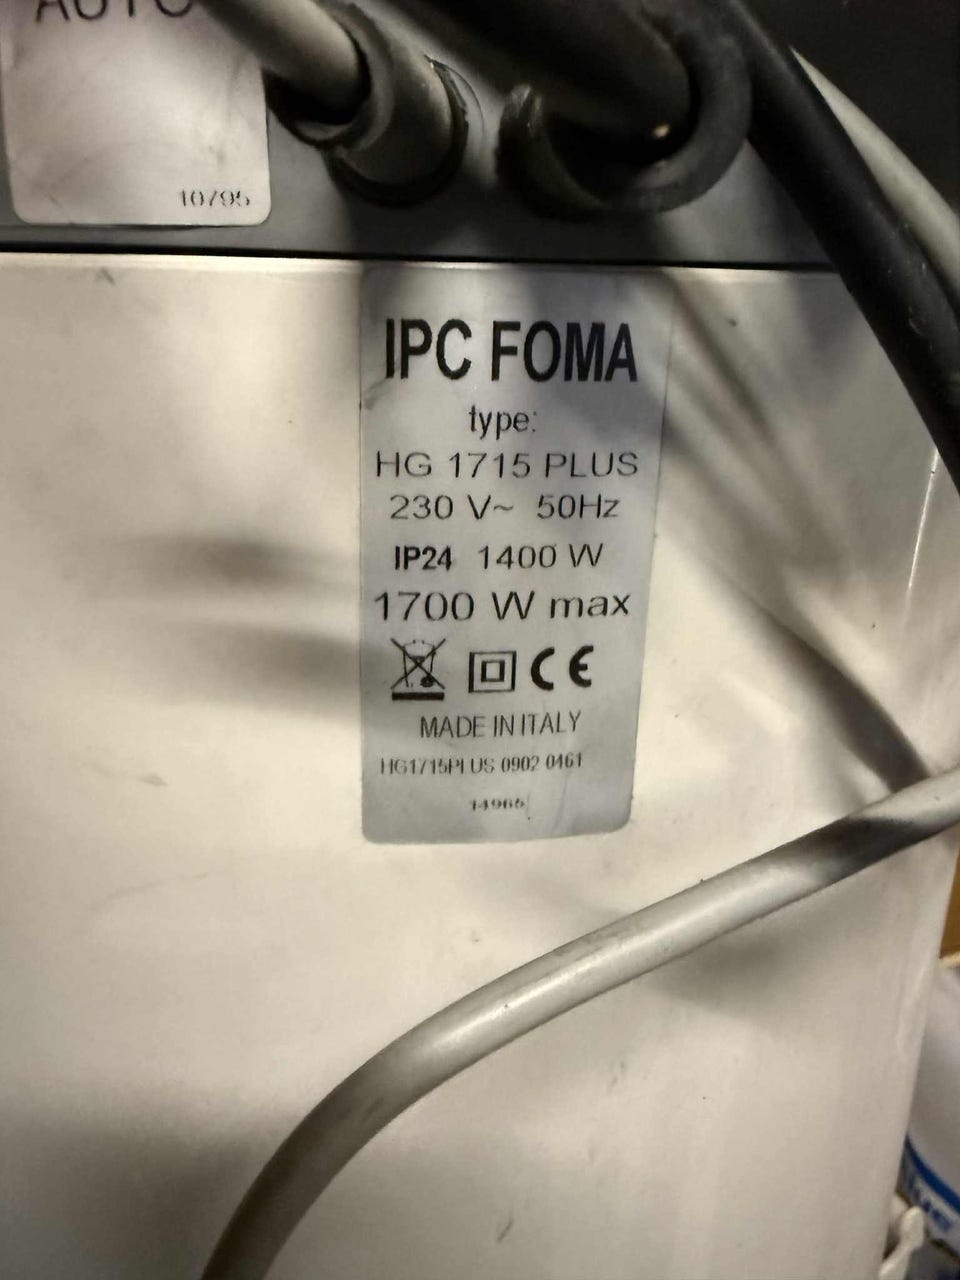 AUTO
10795
IPC FOMA
type:
HG 1715 PLUS
230 V~ 50Hz
IP24 1400 W
1700 W max
CE
MADE IN ITALY
HG1715PLUS 0902 0461
14965